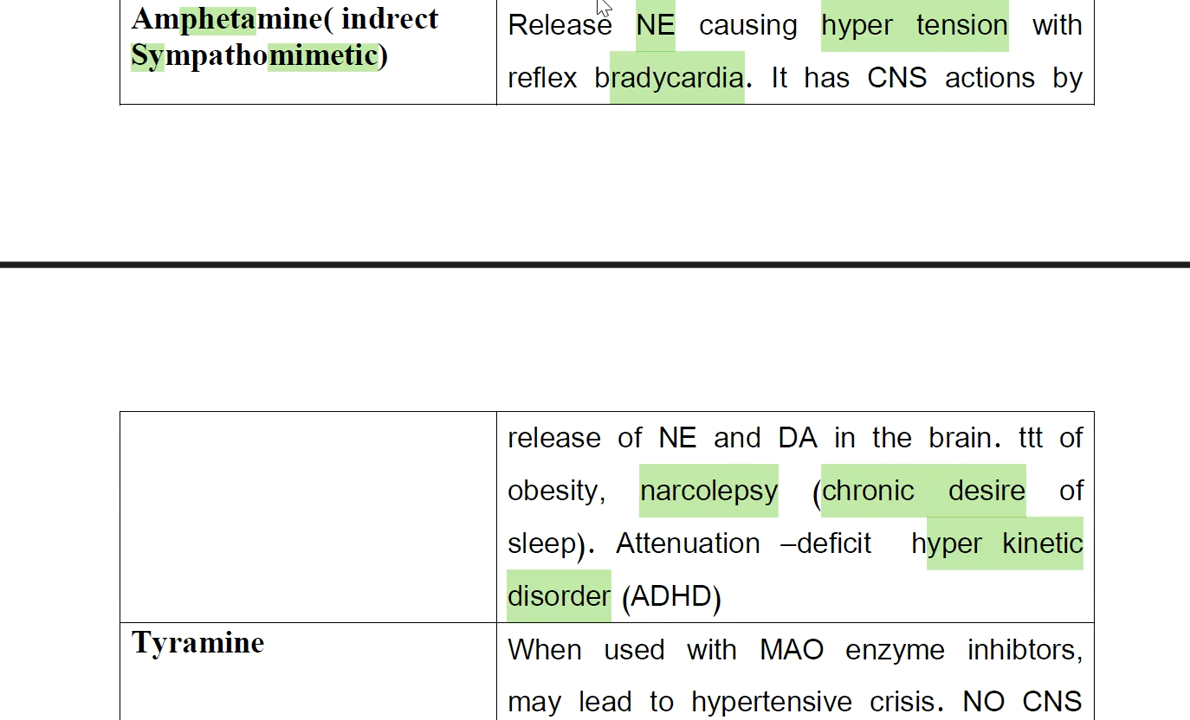 Amphetamine( indrect
Sympathomimetic)
Release NE causing hyper tension with
reflex bradycardia. It has CNS actions by
release of NE and DA in the brain. ttt of
obesity, narcolepsy (chronic desire of
sleep). Attenuation –deficit hyper kinetic
disorder (ADHD)
Tyramine
When used with MAO enzyme inhibtors,
may lead to hypertensive crisis. NO CNS